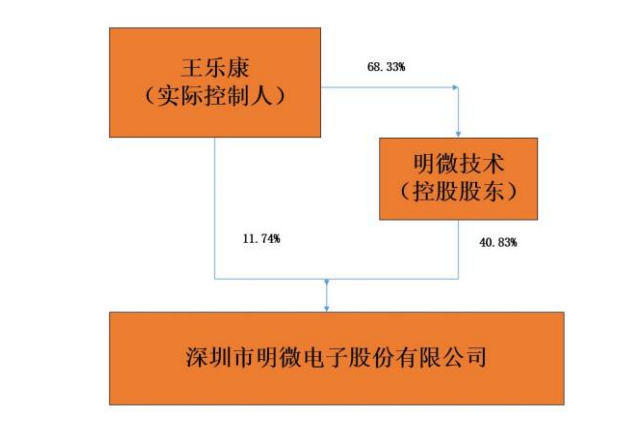 王乐康
（实际控制人）
68.33%
明微技术
（控股股东）
11.74%
40.83%
深圳市明微电子股份有限公司